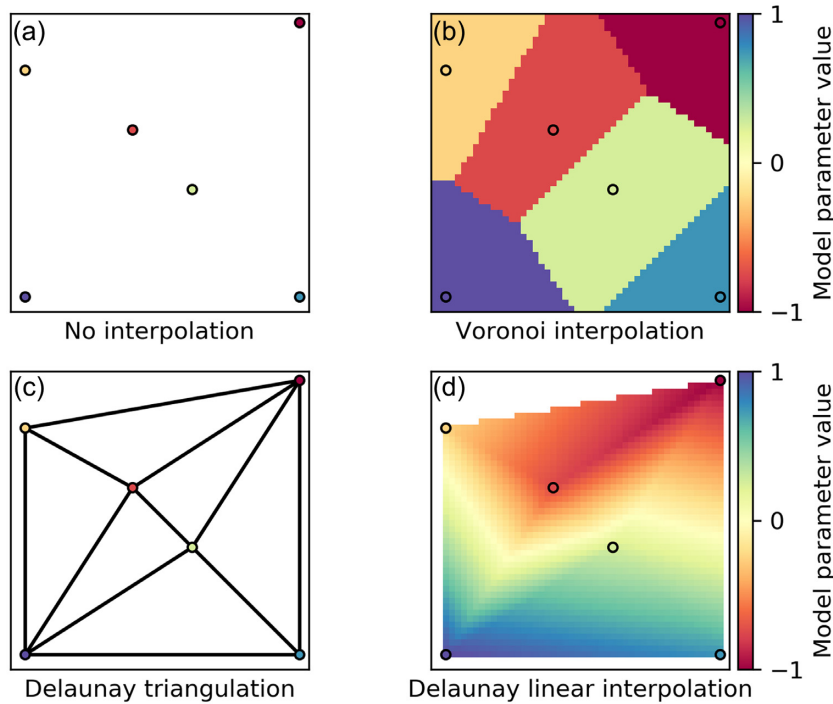 (a)
No interpolation
(b)
Voronoi interpolation
1
0
−1
Model parameter value
(c)
Delaunay triangulation
(d)
Delaunay linear interpolation
1
0
−1
Model parameter value